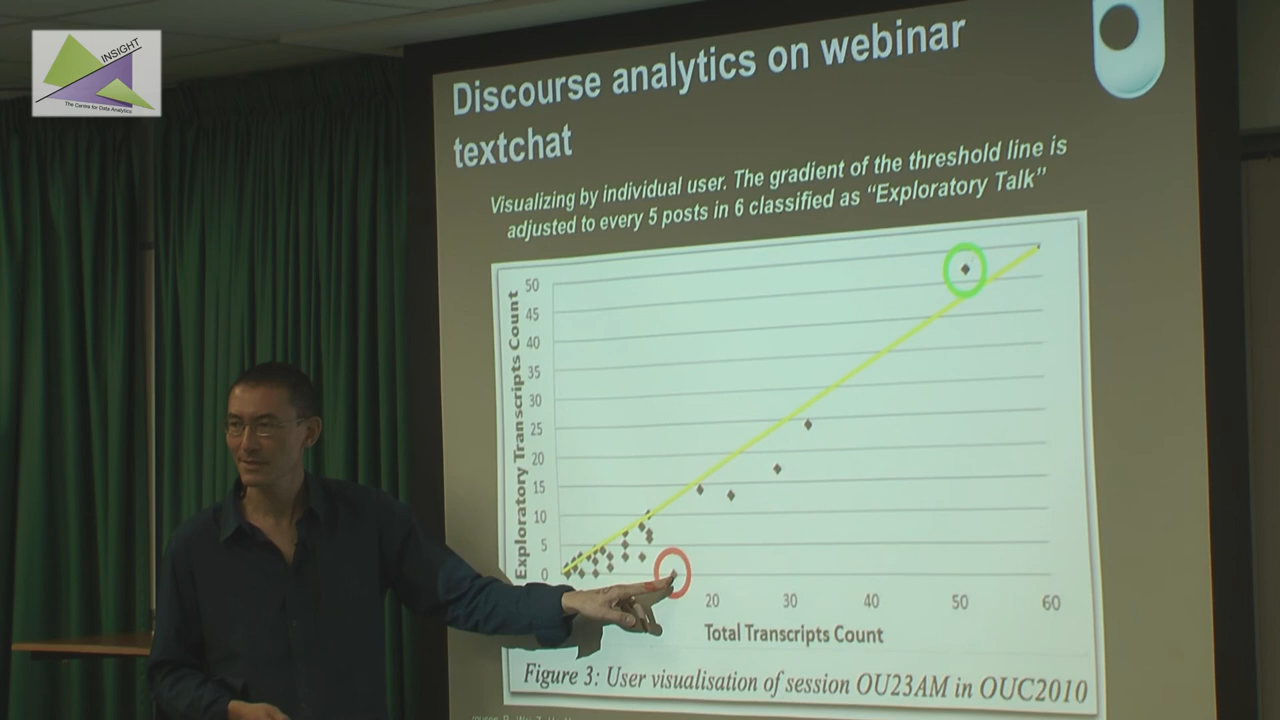 INSIGHT
The Centre for Data Analytics
Discourse analytics on webinar
textchat
Visualizing by individual user. The gradient of the threshold line is
adjusted to every 5 posts in 6 classified as “Exploratory Talk”
Exploratory Transcripts Count
50
45
40
35
30
25
20
15
10
5
0
20 30 40 50 60
Total Transcripts Count
Figure 3: User visualisation of session OU23AM in OUC2010